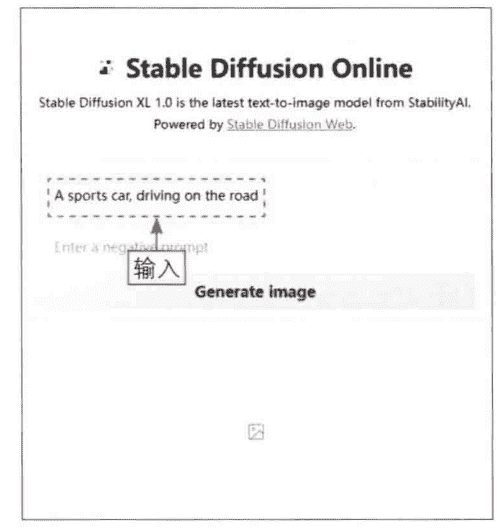 Stable Diffusion Online
Stable Diffusion XL 1.0 is the latest text-to-image model from StabilityAI.
Powered by Stable Diffusion Web.
A sports car, driving on the road
Enter a negative prompt
输入
Generate image